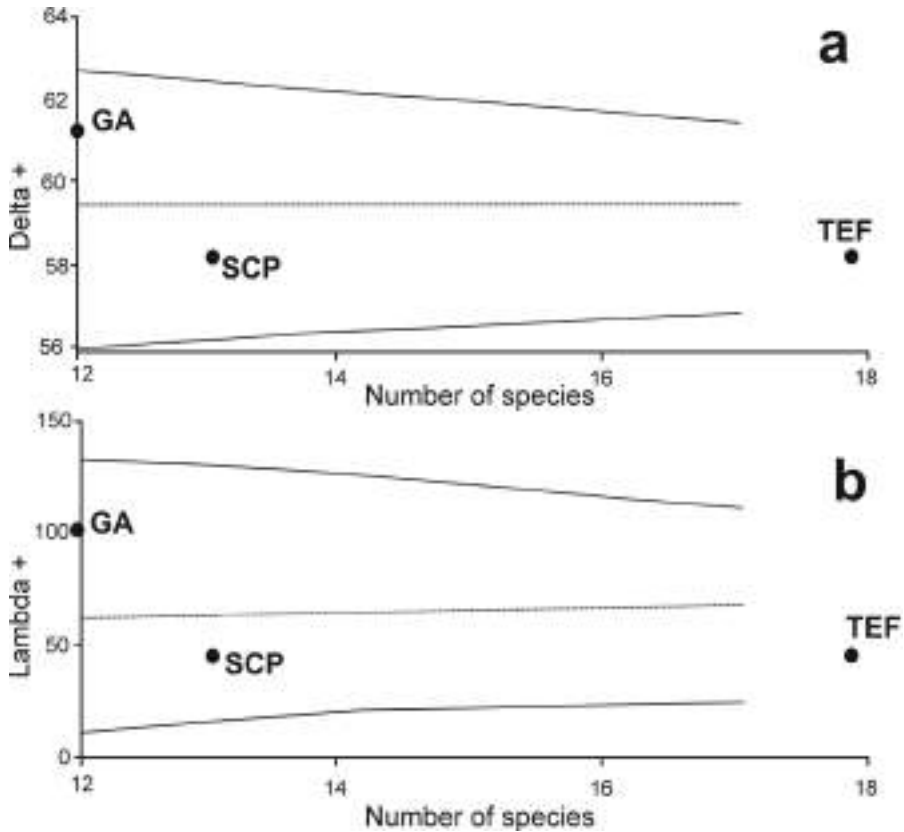 64
a
62
GA
60
Delta +
TEF
58
SCP
56
12
14
16
18
Number of species
150
b
100
GA
Lambda +
TEF
50
SCP
0
12
14
16
18
Number of species